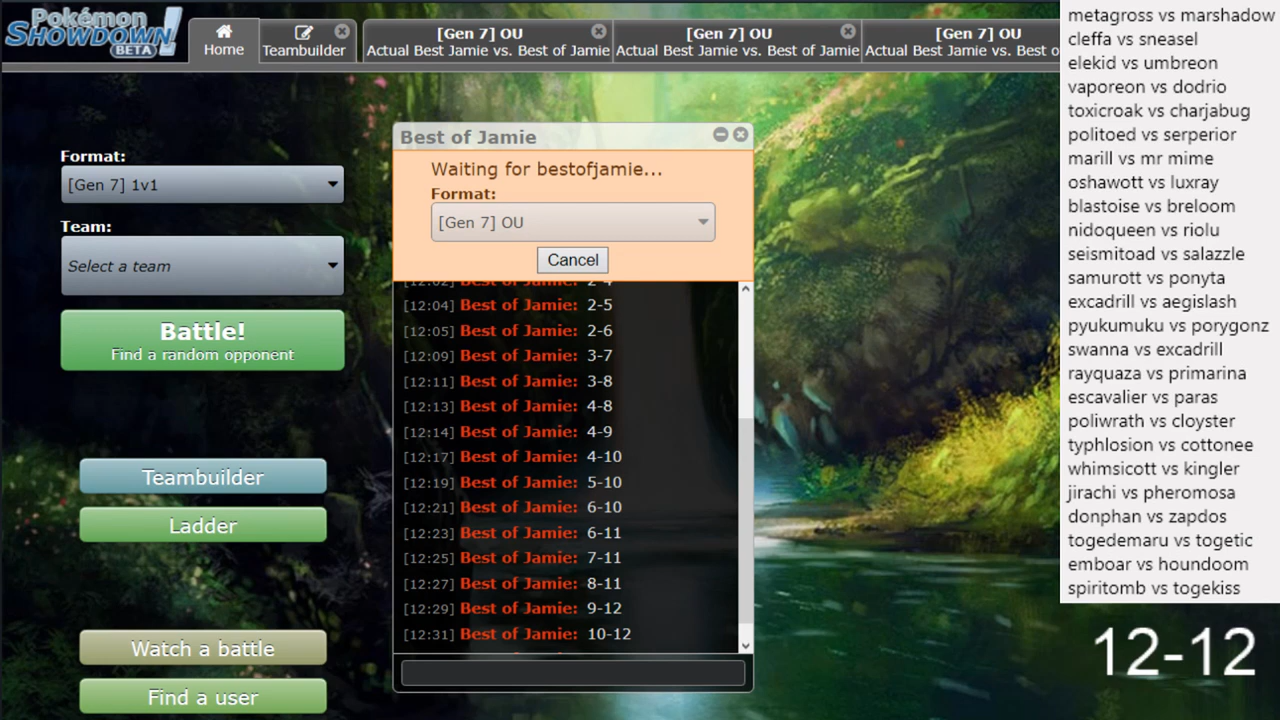 Pokémon
SHOWDOWN!
BETA
Home
Teambuilder
[Gen 7] OU
Actual Best Jamie vs. Best of Jamie
[Gen 7] OU
Actual Best Jamie vs. Best of Jamie
[Gen 7] OU
Actual Best Jamie vs. Best o
Format:
[Gen 7] 1v1
Team:
Select a team
Battle!
Find a random opponent
Teambuilder
Ladder
Watch a battle
Find a user
Best of Jamie
Waiting for bestofjamie...
Format:
[Gen 7] OU
Cancel
[12:02] Best of Jamie: 2-4
[12:04] Best of Jamie: 2-5
[12:05] Best of Jamie: 2-6
[12:09] Best of Jamie: 3-7
[12:11] Best of Jamie: 3-8
[12:13] Best of Jamie: 4-8
[12:14] Best of Jamie: 4-9
[12:17] Best of Jamie: 4-10
[12:19] Best of Jamie: 5-10
[12:21] Best of Jamie: 6-10
[12:23] Best of Jamie: 6-11
[12:25] Best of Jamie: 7-11
[12:27] Best of Jamie: 8-11
[12:29] Best of Jamie: 9-12
[12:31] Best of Jamie: 10-12
metagross vs marshadow
cleffa vs sneasel
elekid vs umbreon
vaporeon vs dodrio
toxicroak vs charjabug
politoed vs serperior
marill vs mr mime
oshawott vs luxray
blastoise vs breloom
nidoqueen vs riolu
seismitoad vs salazzle
samurott vs ponyta
excadrill vs aegislash
pyukumuku vs porygonz
swanna vs excadrill
rayquaza vs primarina
escavalier vs paras
poliwrath vs cloyster
typhlosion vs cottonee
whimsicott vs kingler
jirachi vs pheromosa
donphan vs zapdos
togedemaru vs togetic
emboar vs houndoom
spiritomb vs togekiss
12-12